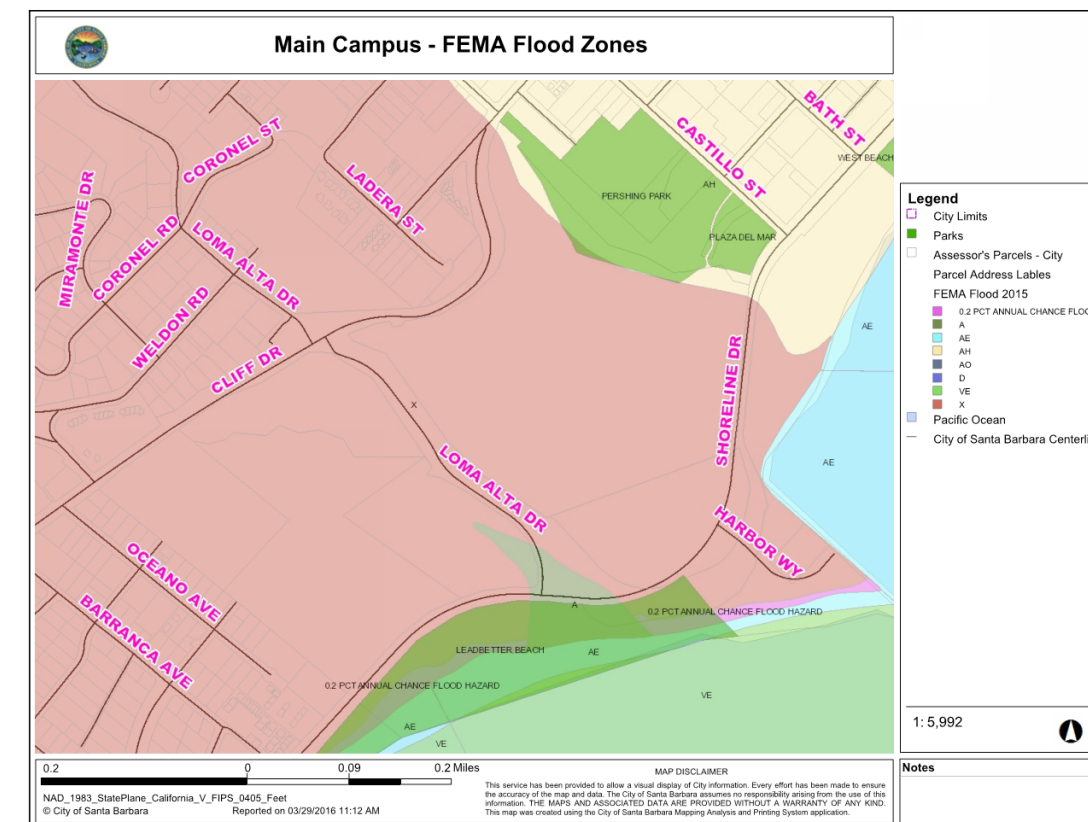 Main Campus - FEMA Flood Zones
BATH ST
CASTILLO ST
CORONEL ST
WEST BEACH
LADERA ST
AH
PERSHING PARK
MIRAMONTE DR
CORONEL RD
LOMA ALTA DR
PLAZA DEL MAR
WELDON RD
AE
CLIFF DR
SHORELINE DR
X
AE
LOMA ALTA DR
HARBOR WY
OCEANO AVE
BARRANCA AVE
A
0.2 PCT ANNUAL CHANCE FLOOD HAZARD
LEADBETTER BEACH
AE
0.2 PCT ANNUAL CHANCE FLOOD HAZARD
VE
AE
VE
Legend
City Limits
Parks
Assessor's Parcels - City
Parcel Address Lables
FEMA Flood 2015
0.2 PCT ANNUAL CHANCE FLOO
A
AE
AH
AO
D
VE
X
Pacific Ocean
City of Santa Barbara Centerli
1: 5,992
Notes
0.2 0 0.09 0.2 Miles
NAD_1983_StatePlane_California_V_FIPS_0405_Feet
© City of Santa Barbara Reported on 03/29/2016 11:12 AM
MAP DISCLAIMER
This service has been provided to allow a visual display of City information. Every effort has been made to ensure
the accuracy of the map and data. The City of Santa Barbara assumes no responsibility arising from the use of this
information. THE MAPS AND ASSOCIATED DATA ARE PROVIDED WITHOUT A WARRANTY OF ANY KIND.
This map was created using the City of Santa Barbara Mapping Analysis and Printing System application.